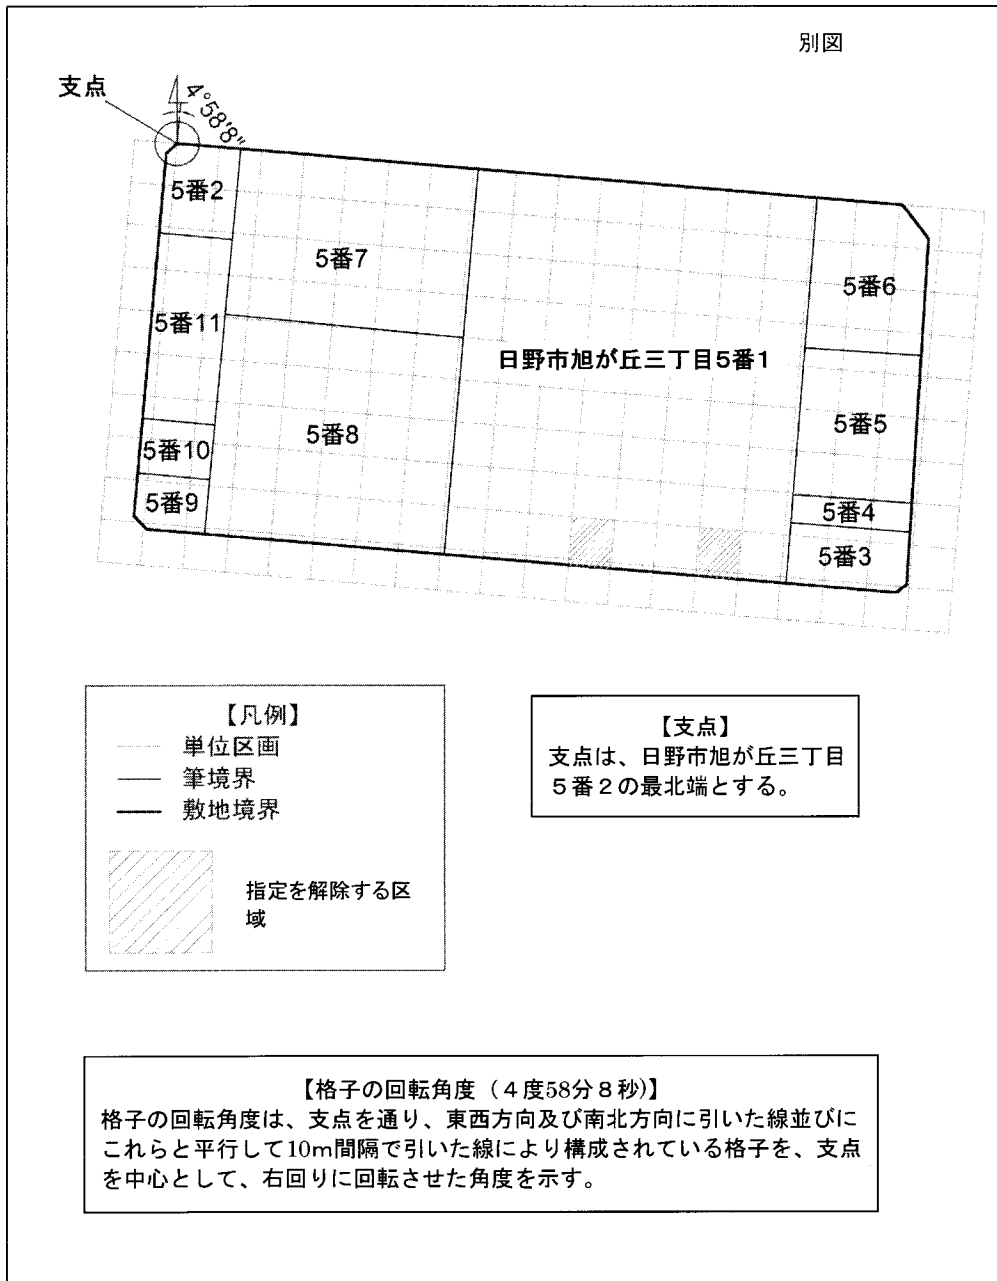 別図
支点
4°58'8"
5番2
5番7
5番6
5番11
日野市旭が丘三丁目5番1
5番5
5番8
5番10
5番9
5番4
5番3
【凡例】
単位区画
筆境界
敷地境界
指定を解除する区
域
【支点】
支点は、日野市旭が丘三丁目
5番2の最北端とする。
【格子の回転角度（4度58分8秒)】
格子の回転角度は、支点を通り、東西方向及び南北方向に引いた線並びに
これらと平行して10m間隔で引いた線により構成されている格子を、支点
を中心として、右回りに回転させた角度を示す。